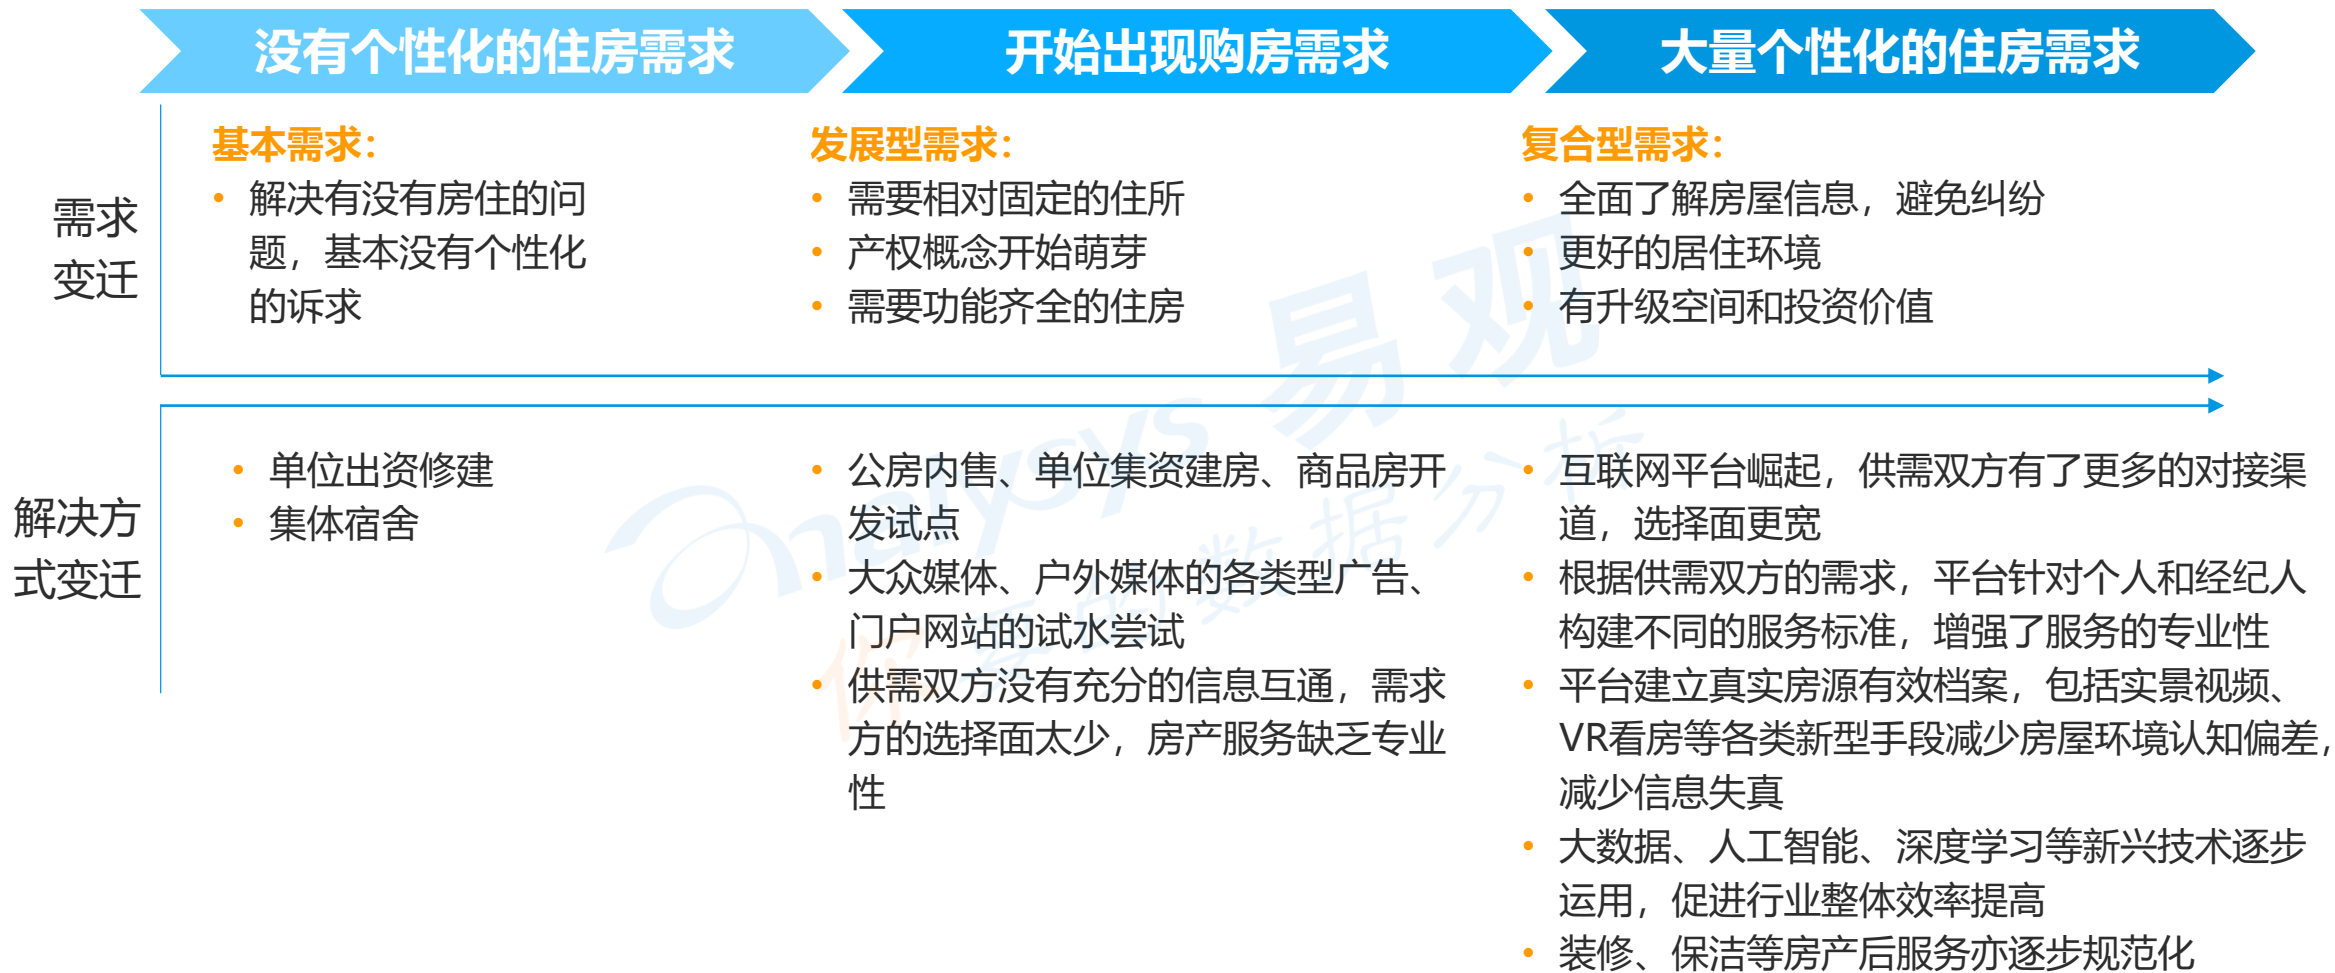 没有个性化的住房需求
开始出现购房需求
大量个性化的住房需求
需求
变迁
基本需求：
• 解决有没有房住的问
题，基本没有个性化
的诉求
发展型需求：
• 需要相对固定的住所
• 产权概念开始萌芽
• 需要功能齐全的住房
复合型需求：
• 全面了解房屋信息，避免纠纷
• 更好的居住环境
• 有升级空间和投资价值
解决方
式变迁
• 单位出资修建
• 集体宿舍
• 公房内售、单位集资建房、商品房开
发试点
• 大众媒体、户外媒体的各类型广告、
门户网站的试水尝试
• 供需双方没有充分的信息互通，需求
方的选择面太少，房产服务缺乏专业
性
• 互联网平台崛起，供需双方有了更多的对接渠
道，选择面更宽
• 根据供需双方的需求，平台针对个人和经纪人
构建不同的服务标准，增强了服务的专业性
• 平台建立真实房源有效档案，包括实景视频、
VR看房等各类新型手段减少房屋环境认知偏差，
减少信息失真
• 大数据、人工智能、深度学习等新兴技术逐步
运用，促进行业整体效率提高
• 装修、保洁等房产后服务亦逐步规范化
analysys 易观
你要的数据分析